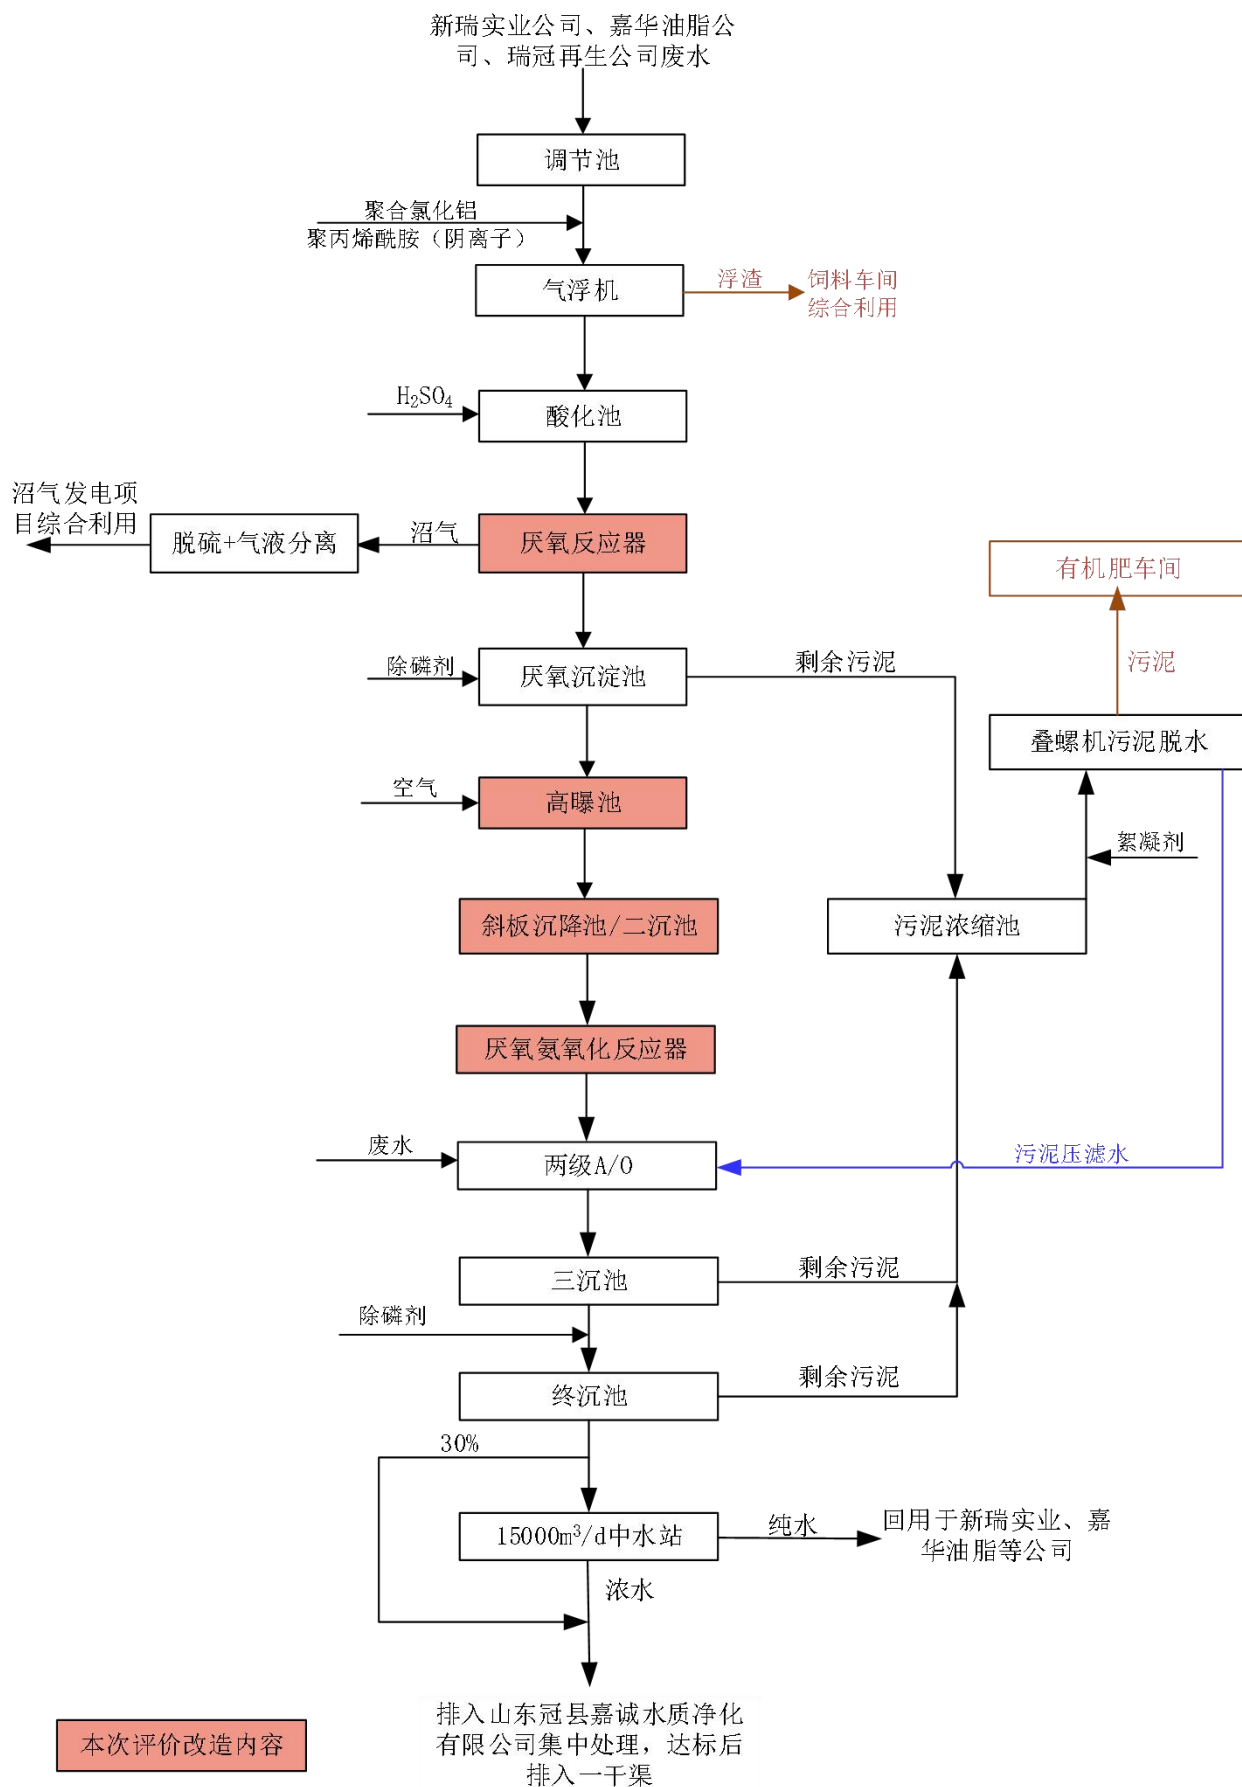 新瑞实业公司、嘉华油脂公
司、瑞冠再生公司废水
调节池
聚合氯化铝
聚丙烯酰胺（阴离子）
气浮机
浮渣
饲料车间
综合利用
H₂SO₄
酸化池
沼气发电项
目综合利用
脱硫+气液分离
沼气
厌氧反应器
有机肥车间
除磷剂
厌氧沉淀池
剩余污泥
污泥
叠螺机污泥脱水
空气
高曝池
絮凝剂
斜板沉降池/二沉池
污泥浓缩池
厌氧氨氧化反应器
废水
两级A/O
污泥压滤水
三沉池
剩余污泥
除磷剂
终沉池
剩余污泥
30%
15000m³/d中水站
纯水
回用于新瑞实业、嘉
华油脂等公司
浓水
本次评价改造内容
排入山东冠县嘉诚水质净化
有限公司集中处理，达标后
排入一干渠